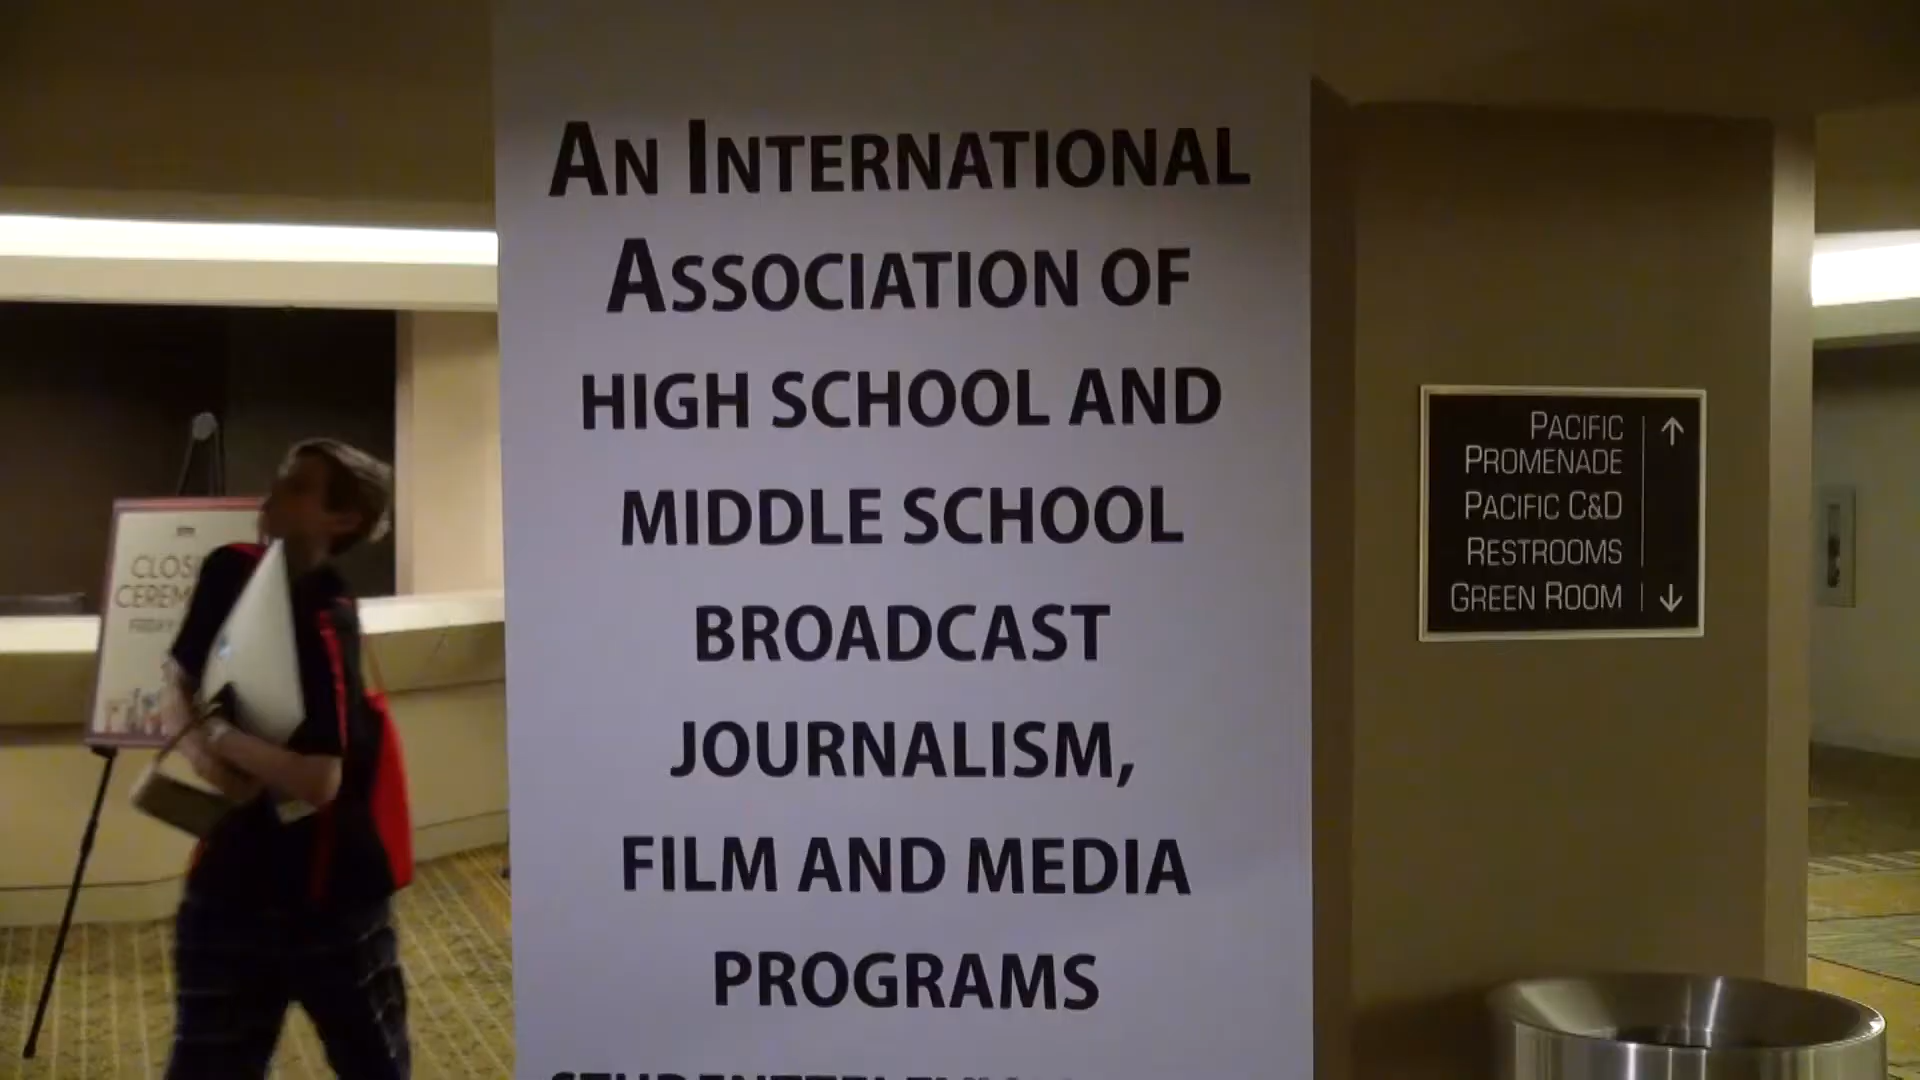 AN INTERNATIONAL
ASSOCIATION OF
HIGH SCHOOL AND
MIDDLE SCHOOL
BROADCAST
JOURNALISM,
FILM AND MEDIA
PROGRAMS
PACIFIC
PROMENADE
PACIFIC C&D
RESTROOMS
GREEN ROOM